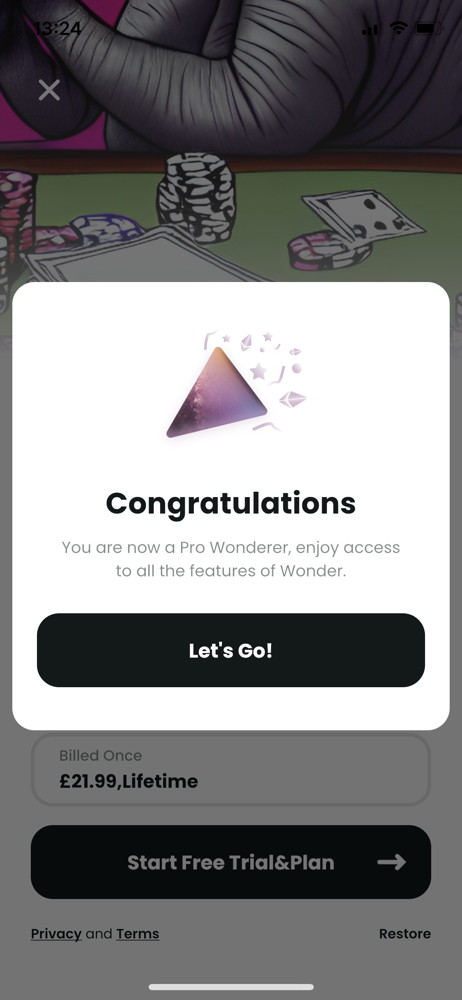 13:24
Congratulations
You are now a Pro Wonderer, enjoy access
to all the features of Wonder.
Let's Go!
Billed Once
£21.99,Lifetime
Start Free Trial&Plan
Privacy and Terms
Restore